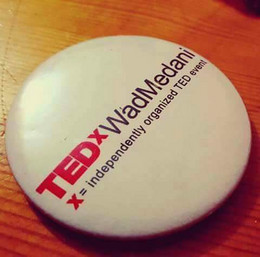 TEDxWadMedani
x = independently organized TED event